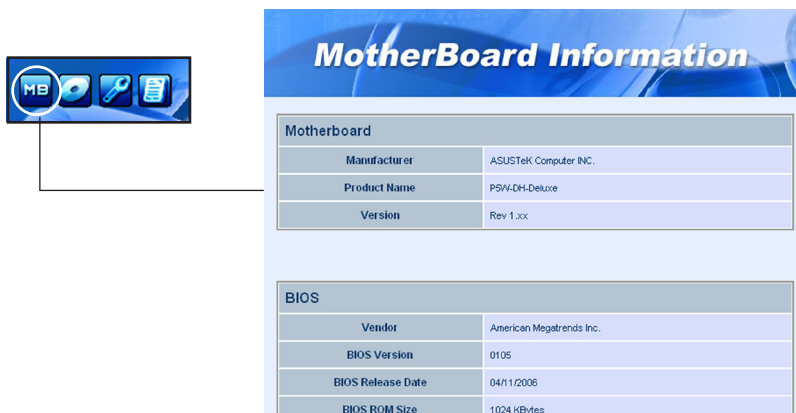 MotherBoard Information
MB
Motherboard
Manufacturer ASUSTeK Computer INC.
Product Name P5W-DH-Deluxe
Version Rev 1.xx
BIOS
Vendor American Megatrends Inc.
BIOS Version 0105
BIOS Release Date 04/11/2006
BIOS ROM Size 1024 KBytes